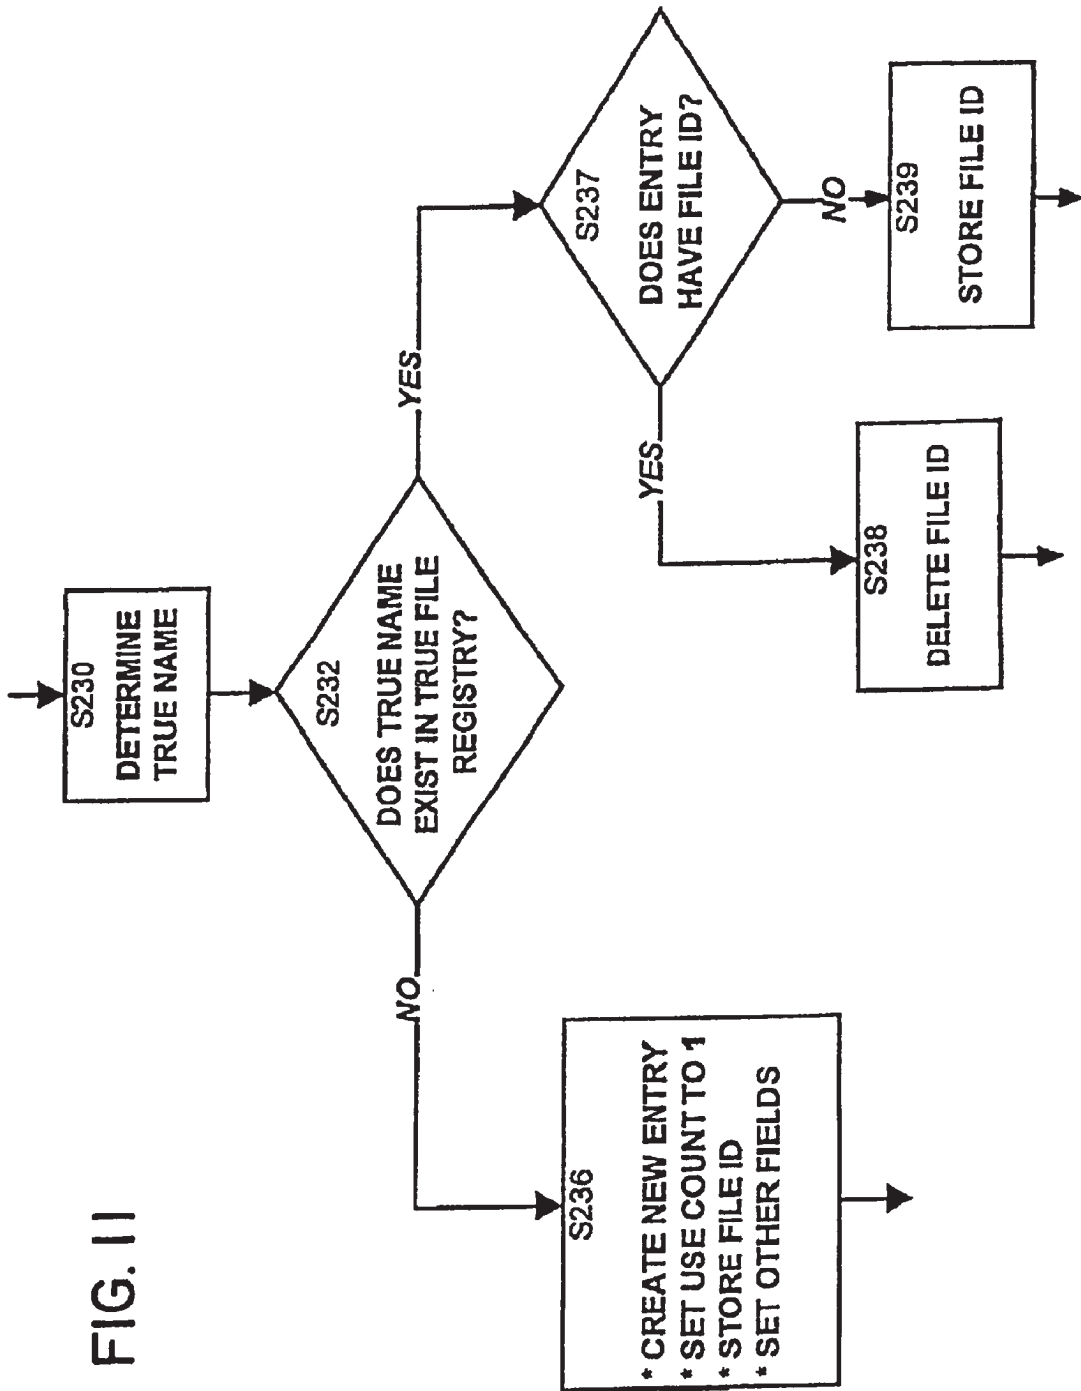 FIG. 11
S230
DETERMINE
TRUE NAME
S232
DOES TRUE NAME
EXIST IN TRUE FILE
REGISTRY?
NO
YES
S236
* CREATE NEW ENTRY
* SET USE COUNT TO 1
* STORE FILE ID
* SET OTHER FIELDS
S237
DOES ENTRY
HAVE FILE ID?
YES
NO
S238
DELETE FILE ID
S239
STORE FILE ID